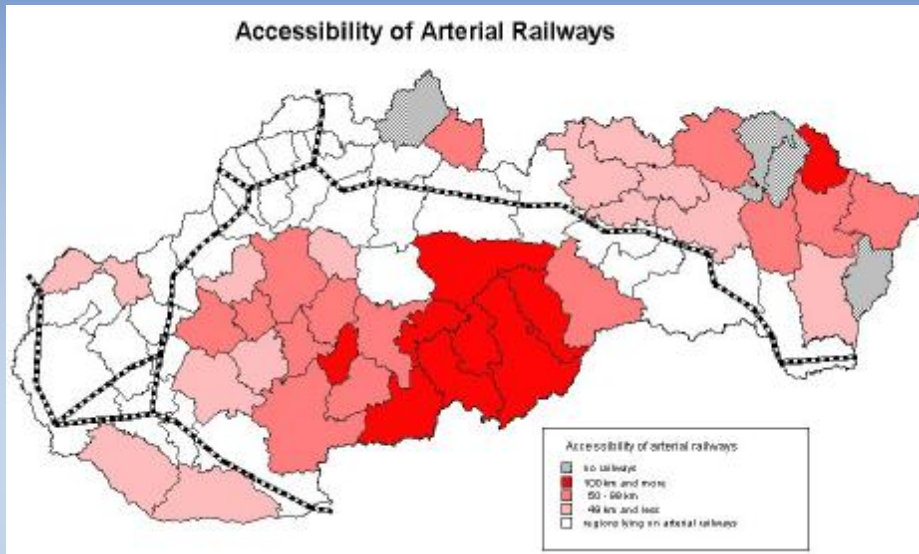 Accessibility of Arterial Railways
Accessibility of arterial railways
no railways
100 km and more
50 - 99 km
49 km and less
regions lying on arterial railways